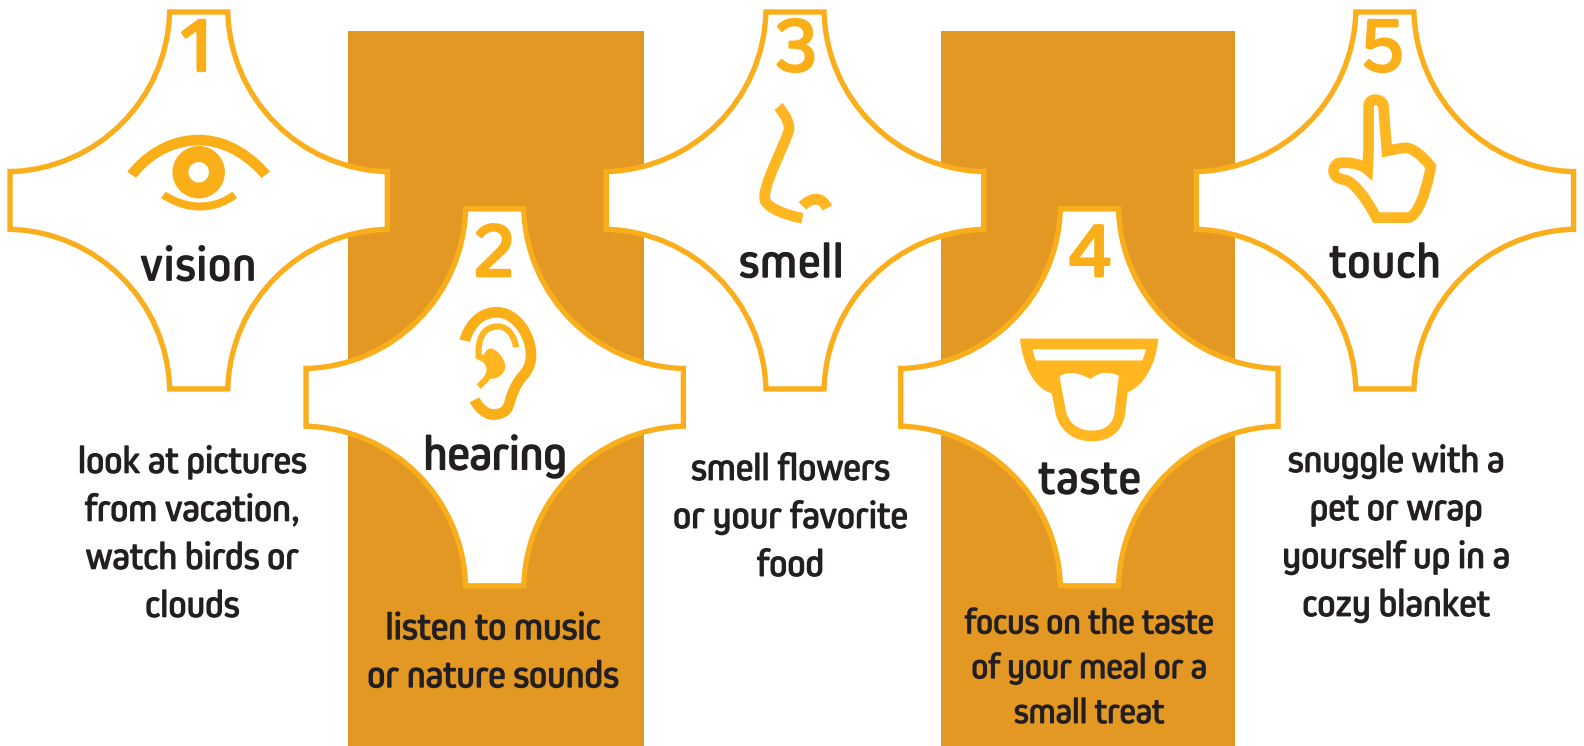 1
vision
look at pictures
from vacation,
watch birds or
clouds
2
hearing
listen to music
or nature sounds
3
smell
smell flowers
or your favorite
food
4
taste
focus on the taste
of your meal or a
small treat
5
touch
snuggle with a
pet or wrap
yourself up in a
cozy blanket